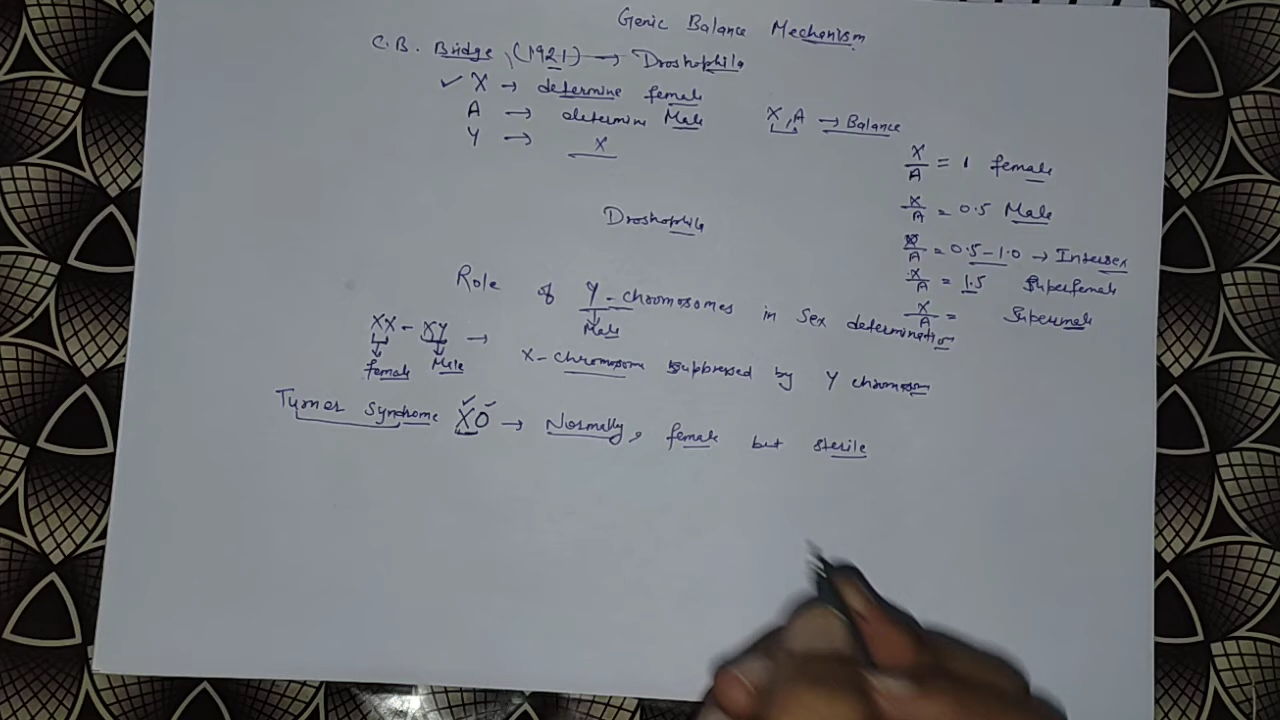 Genic Balance Mechanism
C.B. Bridge, (1921) → Droshophila
✓ X → determine female
A → determine Male
Y → x
X, A → Balance
X/A = 1 female
X/A = 0.5 Male
X/A = 0.5-1.0 → Intersex
X/A = 1.5 Superfemale
X/A = Supermale
Droshophila
Role of Y-chromosomes in Sex determination
Male
XX - XY →
female Male
X-chromosome suppressed by Y chromosom
Turner Syndrome XO → Normally, female but sterile